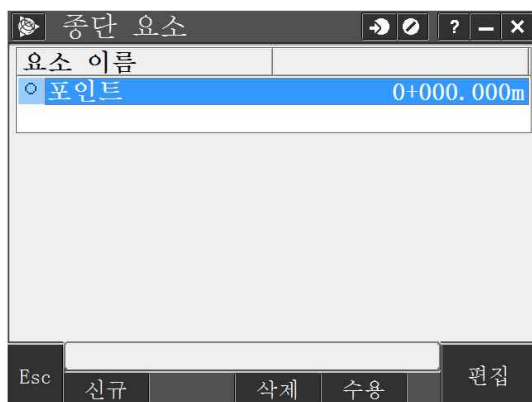 종단 요소
? – ×
요소 이름
포인트 0+000.000m
Esc 신규 삭제 수용 편집